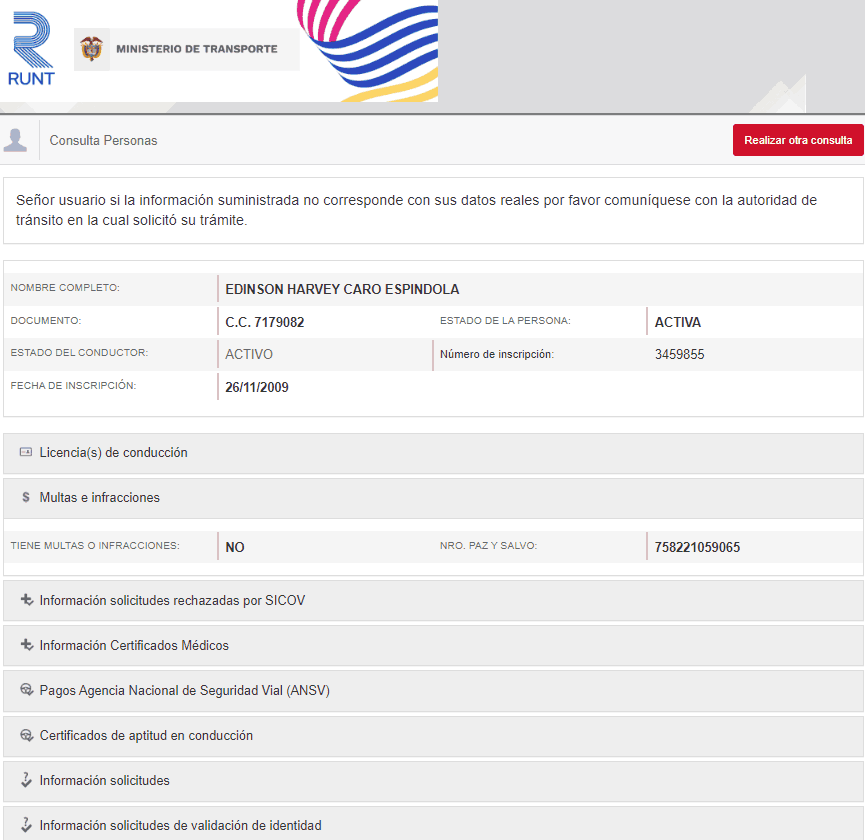 RUNT
MINISTERIO DE TRANSPORTE
Consulta Personas
Realizar otra consulta
Señor usuario si la información suministrada no corresponde con sus datos reales por favor comuníquese con la autoridad de
tránsito en la cual solicitó su trámite.
NOMBRE COMPLETO: EDINSON HARVEY CARO ESPINDOLA
DOCUMENTO: C.C. 7179082 ESTADO DE LA PERSONA: ACTIVA
ESTADO DEL CONDUCTOR: ACTIVO Número de inscripción: 3459855
FECHA DE INSCRIPCIÓN: 26/11/2009
Licencia(s) de conducción
$ Multas e infracciones
TIENE MULTAS O INFRACCIONES: NO NRO. PAZ Y SALVO: 758221059065
Información solicitudes rechazadas por SICOV
Información Certificados Médicos
Pagos Agencia Nacional de Seguridad Vial (ANSV)
Certificados de aptitud en conducción
Información solicitudes
Información solicitudes de validación de identidad